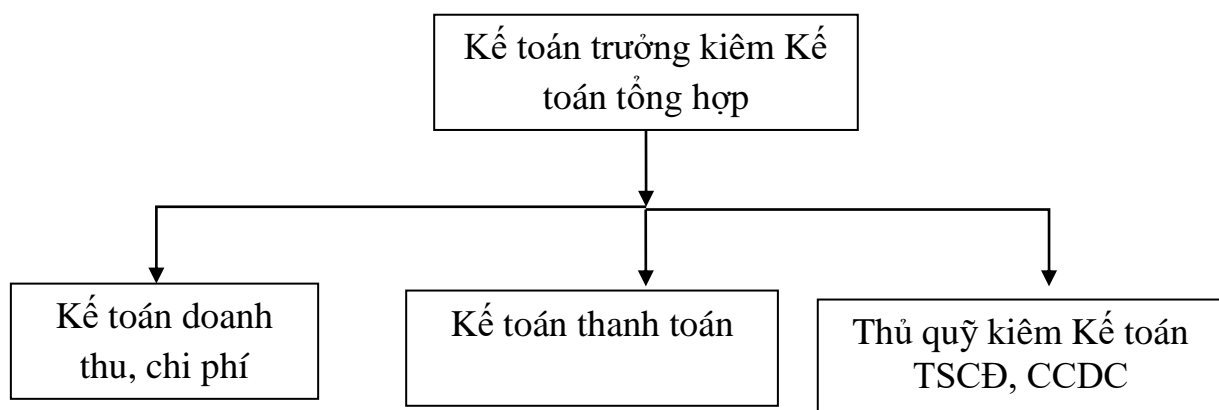 Kế toán trưởng kiêm Kế
toán tổng hợp
Kế toán doanh
thu, chi phí
Kế toán thanh toán
Thủ quỹ kiêm Kế toán
TSCĐ, CCDC